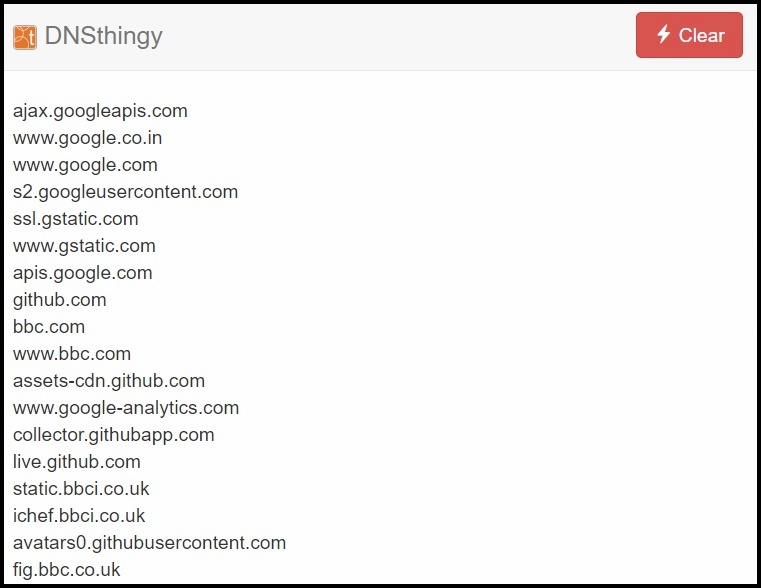 DNSthingy
Clear
ajax.googleapis.com
www.google.co.in
www.google.com
s2.googleusercontent.com
ssl.gstatic.com
www.gstatic.com
apis.google.com
github.com
bbc.com
www.bbc.com
assets-cdn.github.com
www.google-analytics.com
collector.githubapp.com
live.github.com
static.bbci.co.uk
ichef.bbci.co.uk
avatars0.githubusercontent.com
fig.bbc.co.uk